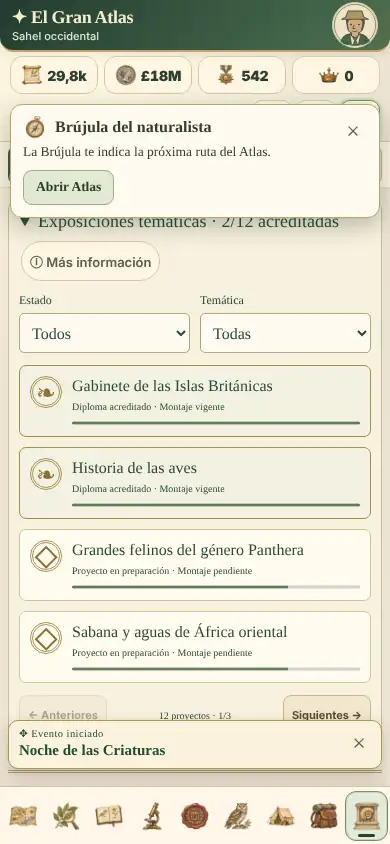 ✦ El Gran Atlas
Sahel occidental
29,8k
£18M
542
0
Brújula del naturalista
La Brújula te indica la próxima ruta del Atlas.
Abrir Atlas
▼ Exposiciones temáticas · 2/12 acreditadas
ⓘ Más información
Estado
Temática
Todos
Todas
Gabinete de las Islas Británicas
Diploma acreditado · Montaje vigente
Historia de las aves
Diploma acreditado · Montaje vigente
Grandes felinos del género Panthera
Proyecto en preparación · Montaje pendiente
Sabana y aguas de África oriental
Proyecto en preparación · Montaje pendiente
← Anteriores
12 proyectos · 1/3
Siguientes →
✥ Evento iniciado
Noche de las Criaturas